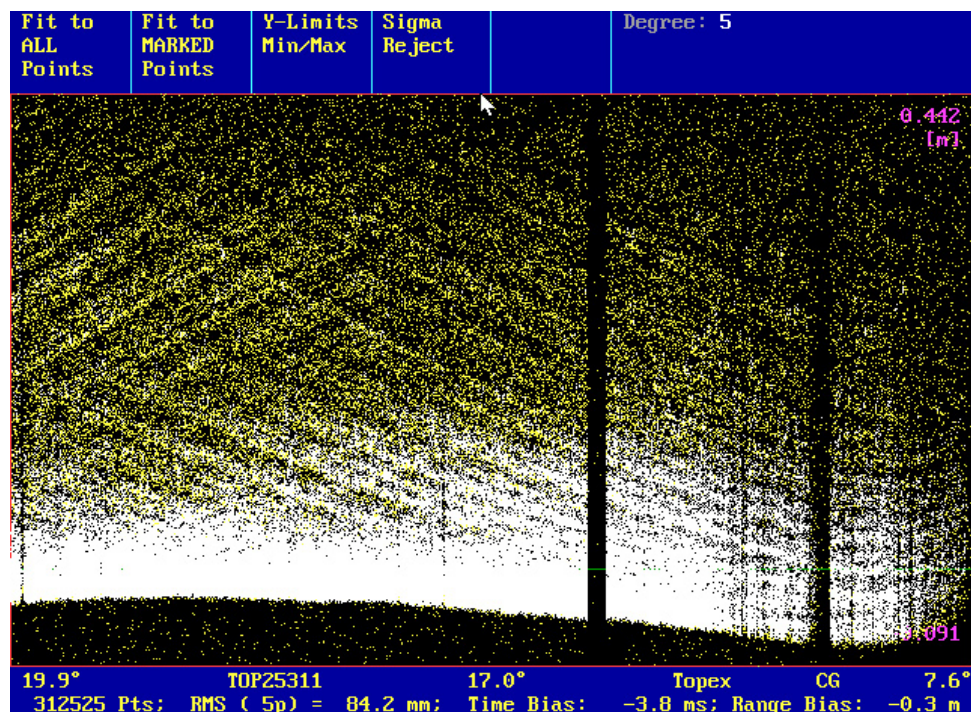 Fit to ALL Points
Fit to MARKED Points
Y-Limits Min/Max
Sigma Reject
Degree: 5
0.442
[m]
.091
19.9° TOP25311 17.0° Topex CG 7.6°
312525 Pts; RMS ( 5p) = 84.2 mm; Time Bias: -3.8 ms; Range Bias: -0.3 m